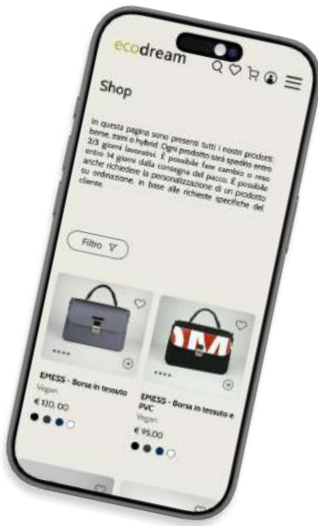 ecodream
Shop
In questa pagina sono presenti tutti i nostri prodotti:
borse, zaini e hybrid. Ogni prodotto sarà spedito entro
2/3 giorni lavorativi. È possibile fare cambio o reso
entro 14 giorni dalla consegna del pacco. È possibile
anche richiedere la personalizzazione di un prodotto
su ordinazione, in base alle richieste specifiche del
cliente.
Filtro
EMESS - Borsa in tessuto
Vegan
€ 120, 00
EMESS - Borsa in tessuto e
PVC
Vegan
€ 95,00